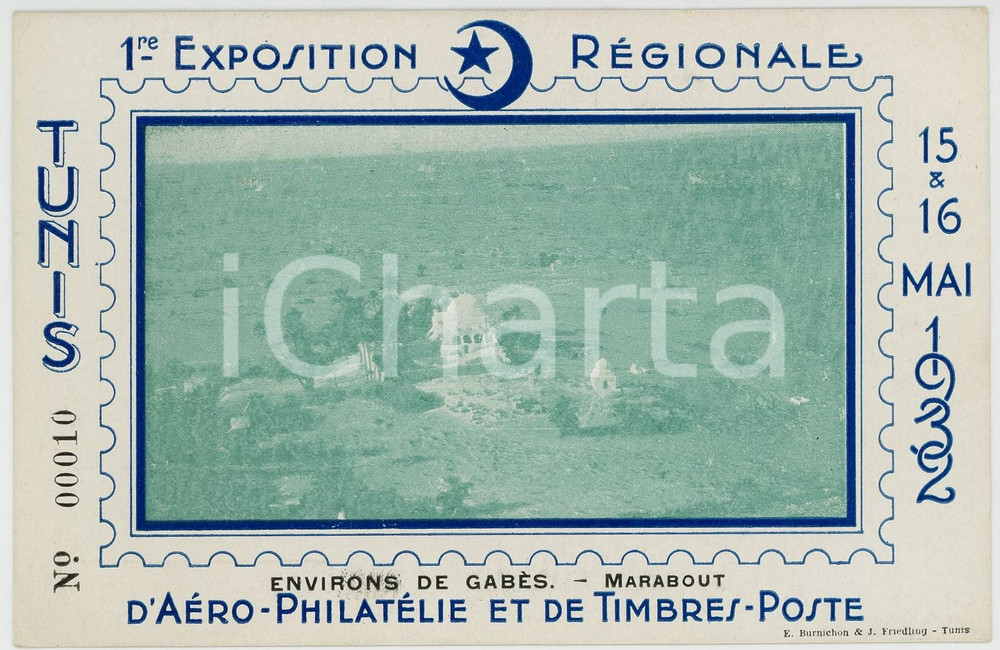 1re EXPOSITION RÉGIONALE
TUNIS
No 00010
15
&
16
MAI
1932
iCharta
ENVIRONS DE GABÈS. - MARABOUT
D'AÉRO-PHILATÉLIE ET DE TIMBRES-POSTE
E. Burnichon & J. Friedling - Tunis